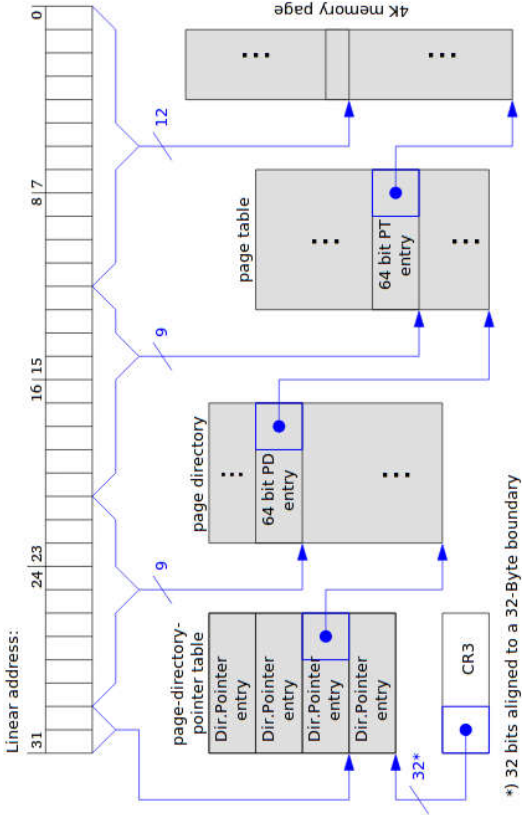 Linear address:
31 24 23 16 15 8 7 0
9 9 12
page-directory-
pointer table
Dir.Pointer
entry
Dir.Pointer
entry
Dir.Pointer
entry
Dir.Pointer
entry
page directory
64 bit PD
entry
page table
64 bit PT
entry
4K memory page
32*
CR3
*) 32 bits aligned to a 32-Byte boundary